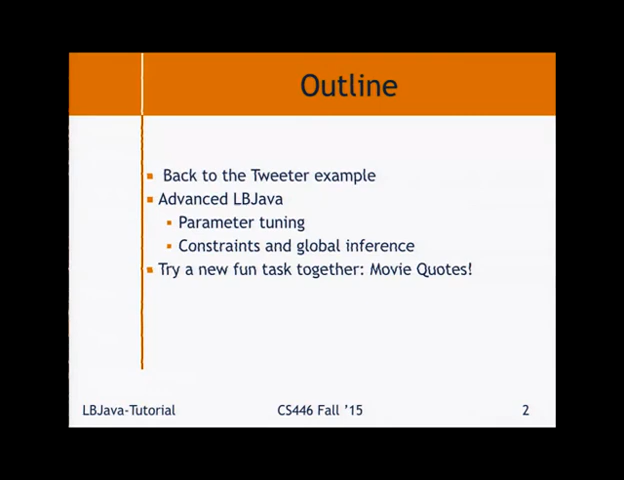 Outline
Back to the Tweeter example
Advanced LBJava
Parameter tuning
Constraints and global inference
Try a new fun task together: Movie Quotes!
LBJava-Tutorial CS446 Fall '15 2